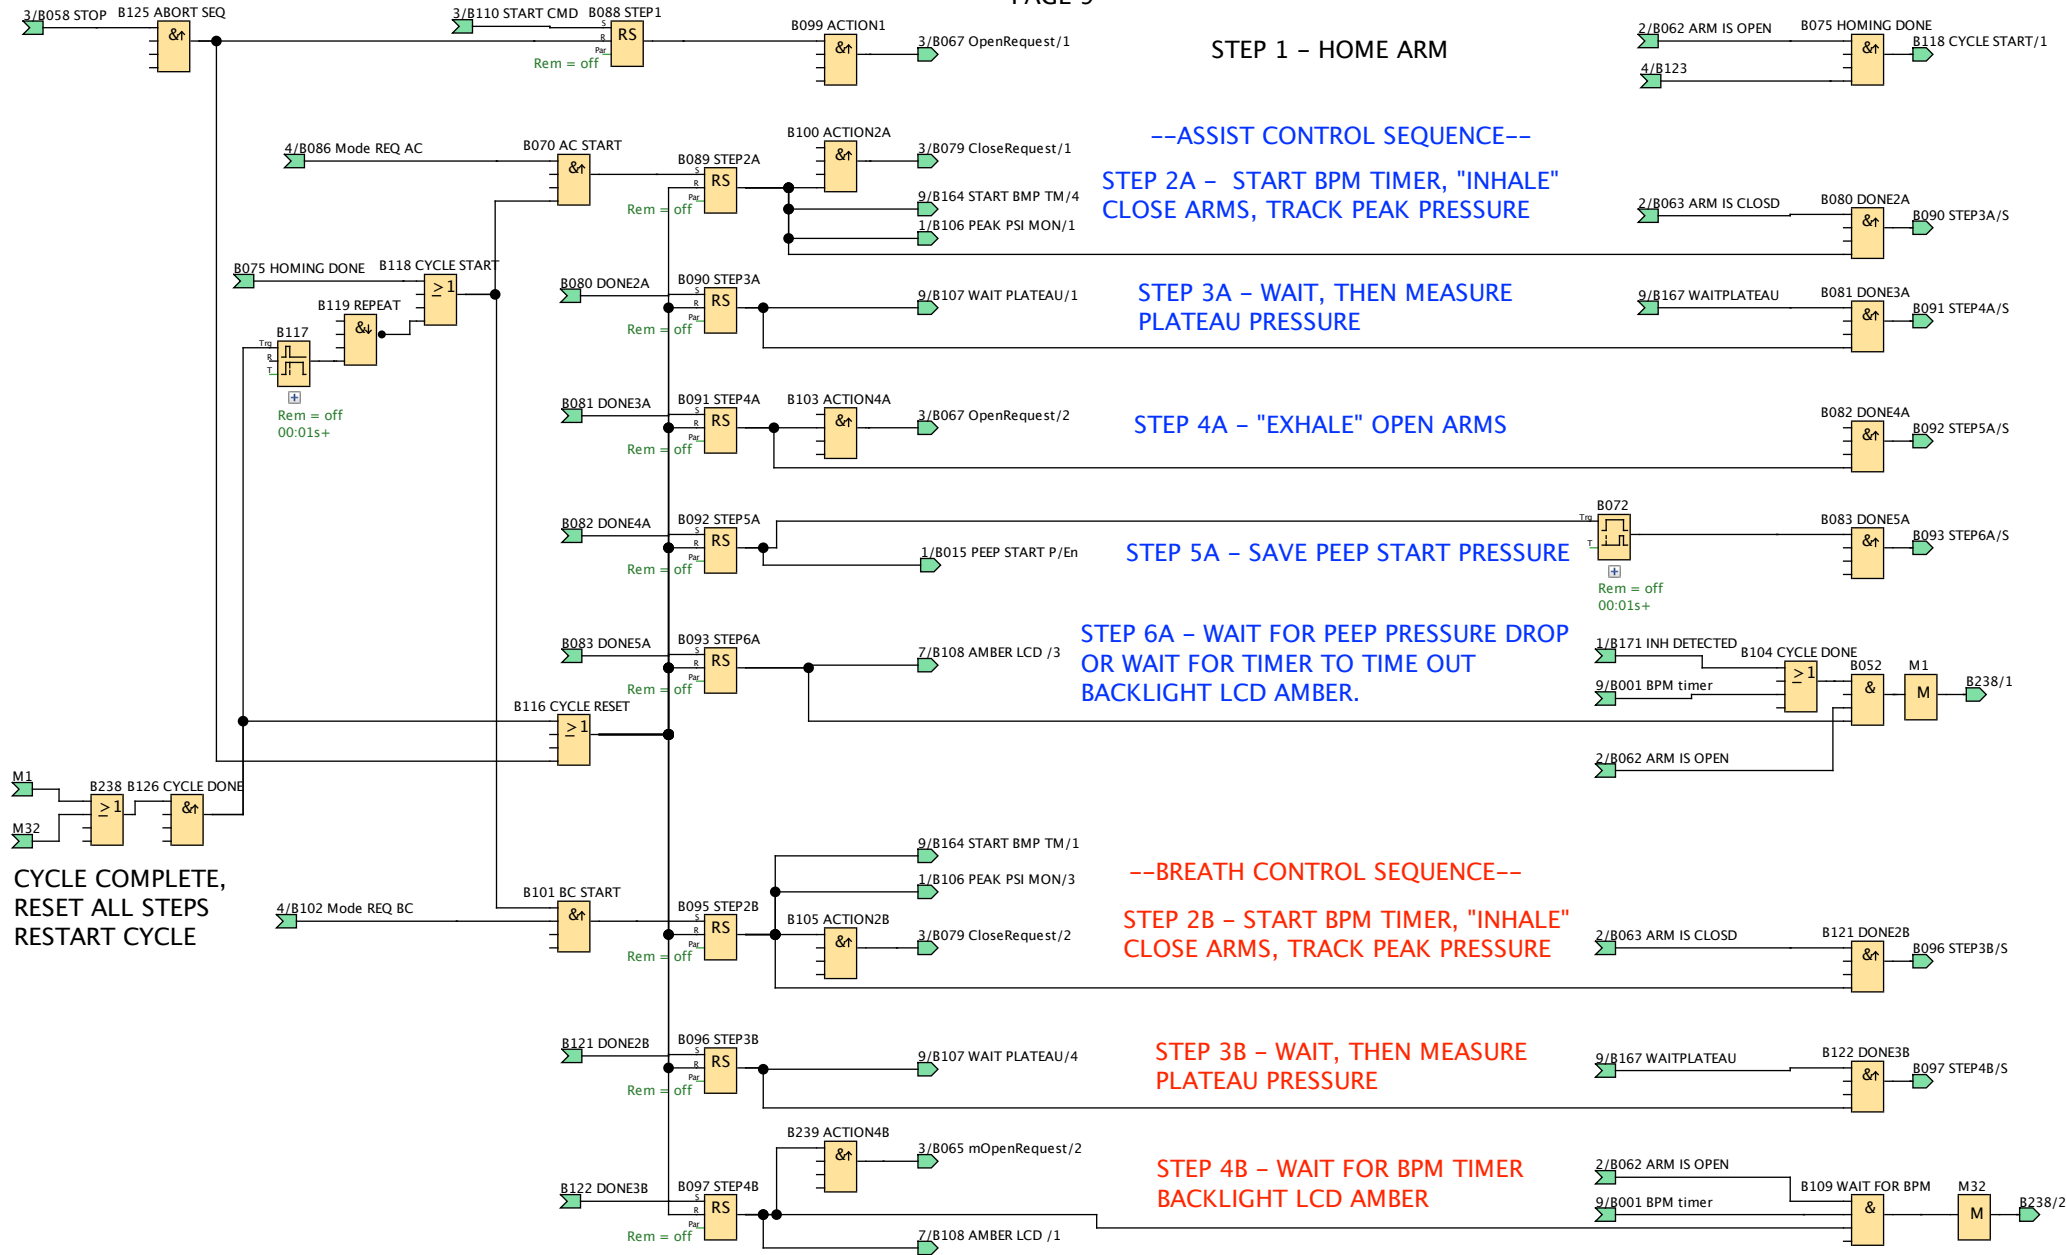 3/B058 STOP
B125 ABORT SEQ
&↑
3/B110 START CMD
B088 STEP1
S
R
Par
RS
Rem = off
B099 ACTION1
&↑
3/B067 OpenRequest/1
STEP 1 – HOME ARM
2/B062 ARM IS OPEN
4/B123
B075 HOMING DONE
&↑
B118 CYCLE START/1
4/B086 Mode REQ AC
B070 AC START
&↑
B089 STEP2A
S
R
Par
RS
Rem = off
B100 ACTION2A
&↑
3/B079 CloseRequest/1
9/B164 START BMP TM/4
1/B106 PEAK PSI MON/1
––ASSIST CONTROL SEQUENCE––
STEP 2A – START BPM TIMER, "INHALE"
CLOSE ARMS, TRACK PEAK PRESSURE
2/B063 ARM IS CLOSD
B080 DONE2A
&↑
B090 STEP3A/S
B075 HOMING DONE
B118 CYCLE START
≥1
B119 REPEAT
&↓
B117
Trg
R
T
Rem = off
00:01s+
B080 DONE2A
B090 STEP3A
S
R
Par
RS
Rem = off
9/B107 WAIT PLATEAU/1
STEP 3A – WAIT, THEN MEASURE
PLATEAU PRESSURE
9/B167 WAITPLATEAU
B081 DONE3A
&↑
B091 STEP4A/S
B081 DONE3A
B091 STEP4A
S
R
Par
RS
Rem = off
B103 ACTION4A
&↑
3/B067 OpenRequest/2
STEP 4A – "EXHALE" OPEN ARMS
B082 DONE4A
&↑
B092 STEP5A/S
B082 DONE4A
B092 STEP5A
S
R
Par
RS
Rem = off
1/B015 PEEP START P/En
STEP 5A – SAVE PEEP START PRESSURE
B072
Trg
T
Rem = off
00:01s+
B083 DONE5A
&↑
B093 STEP6A/S
B083 DONE5A
B093 STEP6A
S
R
Par
RS
Rem = off
7/B108 AMBER LCD /3
STEP 6A – WAIT FOR PEEP PRESSURE DROP
OR WAIT FOR TIMER TO TIME OUT
BACKLIGHT LCD AMBER.
1/B171 INH DETECTED
9/B001 BPM timer
B104 CYCLE DONE
≥1
B052
&
M1
M
B238/1
2/B062 ARM IS OPEN
B116 CYCLE RESET
≥1
M1
M32
B238
≥1
B126 CYCLE DONE
&↑
CYCLE COMPLETE,
RESET ALL STEPS
RESTART CYCLE
4/B102 Mode REQ BC
B101 BC START
&↑
B095 STEP2B
S
R
Par
RS
Rem = off
9/B164 START BMP TM/1
1/B106 PEAK PSI MON/3
B105 ACTION2B
&↑
3/B079 CloseRequest/2
––BREATH CONTROL SEQUENCE––
STEP 2B – START BPM TIMER, "INHALE"
CLOSE ARMS, TRACK PEAK PRESSURE
2/B063 ARM IS CLOSD
B121 DONE2B
&↑
B096 STEP3B/S
B121 DONE2B
B096 STEP3B
S
R
Par
RS
Rem = off
9/B107 WAIT PLATEAU/4
STEP 3B – WAIT, THEN MEASURE
PLATEAU PRESSURE
9/B167 WAITPLATEAU
B122 DONE3B
&↑
B097 STEP4B/S
B122 DONE3B
B097 STEP4B
S
R
Par
RS
Rem = off
B239 ACTION4B
&↑
3/B065 mOpenRequest/2
7/B108 AMBER LCD /1
STEP 4B – WAIT FOR BPM TIMER
BACKLIGHT LCD AMBER
2/B062 ARM IS OPEN
9/B001 BPM timer
B109 WAIT FOR BPM
&
M32
M
B238/2